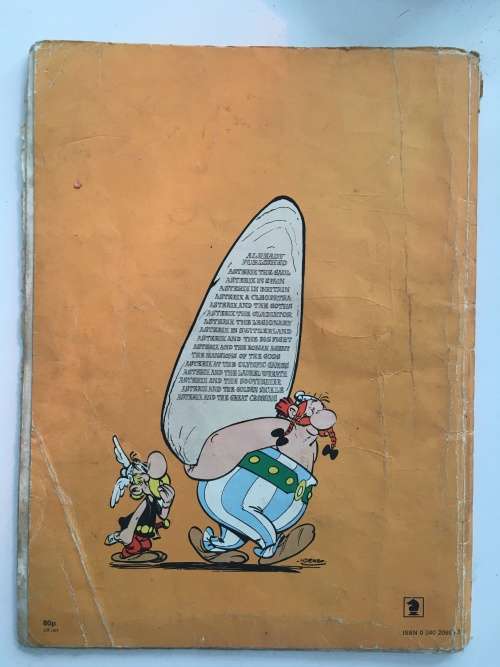 ALREADY
PUBLISHED
ASTERIX THE GAUL
ASTERIX IN SPAIN
ASTERIX IN BRITAIN
ASTERIX & CLEOPATRA
ASTERIX AND THE GOTHS
ASTERIX THE GLADIATOR
ASTERIX THE LEGIONARY
ASTERIX IN SWITZERLAND
ASTERIX AND THE BIG FIGHT
ASTERIX AND THE ROMAN AGENT
THE MANSIONS OF THE GODS
ASTERIX AT THE OLYMPIC GAMES
ASTERIX AND THE LAUREL WREATH
ASTERIX AND THE SOOTHSAYER
ASTERIX AND THE GOLDEN SICKLE
ASTERIX AND THE GREAT CROSSING
80p
ISBN 0 340